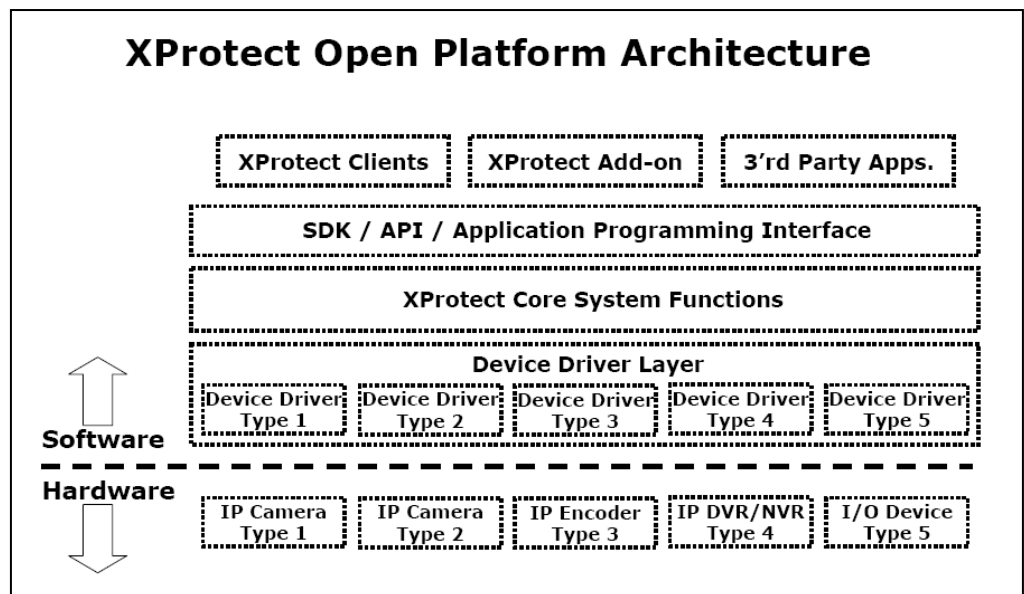 XProtect Open Platform Architecture
XProtect Clients
XProtect Add-on
3’rd Party Apps.
SDK / API / Application Programming Interface
XProtect Core System Functions
Device Driver Layer
Device Driver
Type 1
Device Driver
Type 2
Device Driver
Type 3
Device Driver
Type 4
Device Driver
Type 5
Software
Hardware
IP Camera
Type 1
IP Camera
Type 2
IP Encoder
Type 3
IP DVR/NVR
Type 4
I/O Device
Type 5